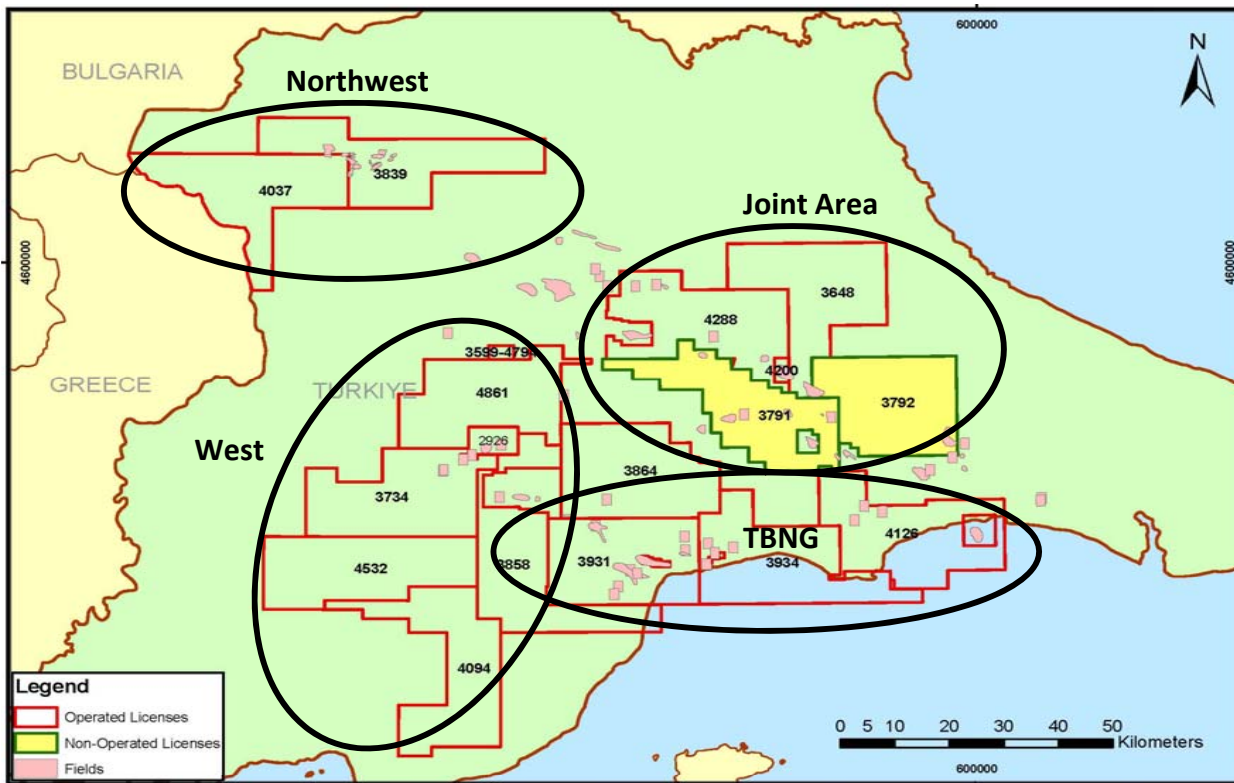 600000
BULGARIA
N
Northwest
4037
3839
Joint Area
4600000
4600000
3648
4288
3599-4794
4200
GREECE
TURKIYE
4861
3791
3792
2926
West
3864
3734
TBNG
4126
3931
3934
4532
3858
4094
Legend
Operated Licenses
Non-Operated Licenses
Fields
0 5 10 20 30 40 50
Kilometers
600000